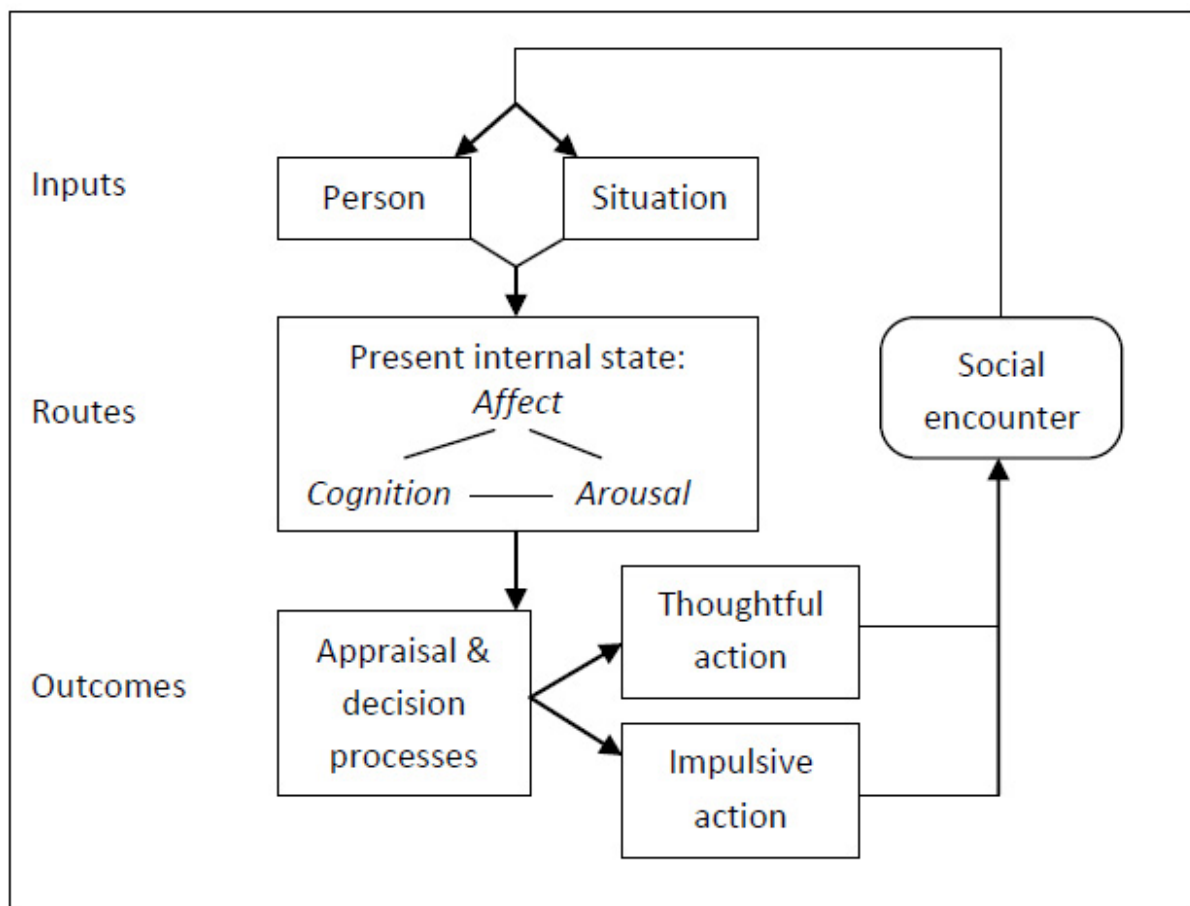 Inputs
Person
Situation
Routes
Present internal state:
Affect
Cognition
Arousal
Social
encounter
Outcomes
Appraisal &
decision
processes
Thoughtful
action
Impulsive
action